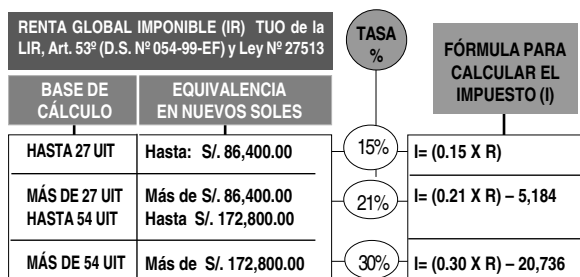 RENTA GLOBAL IMPONIBLE (IR) TUO de la
LIR, Art. 53º (D.S. Nº 054-99-EF) y Ley Nº 27513
TASA
%
FÓRMULA PARA
CALCULAR EL
IMPUESTO (I)
BASE DE
CÁLCULO
EQUIVALENCIA
EN NUEVOS SOLES
HASTA 27 UIT
Hasta: S/. 86,400.00
15%
I= (0.15 X R)
MÁS DE 27 UIT
HASTA 54 UIT
Más de S/. 86,400.00
Hasta S/. 172,800.00
21%
I= (0.21 X R) – 5,184
MÁS DE 54 UIT
Más de S/. 172,800.00
30%
I= (0.30 X R) – 20,736